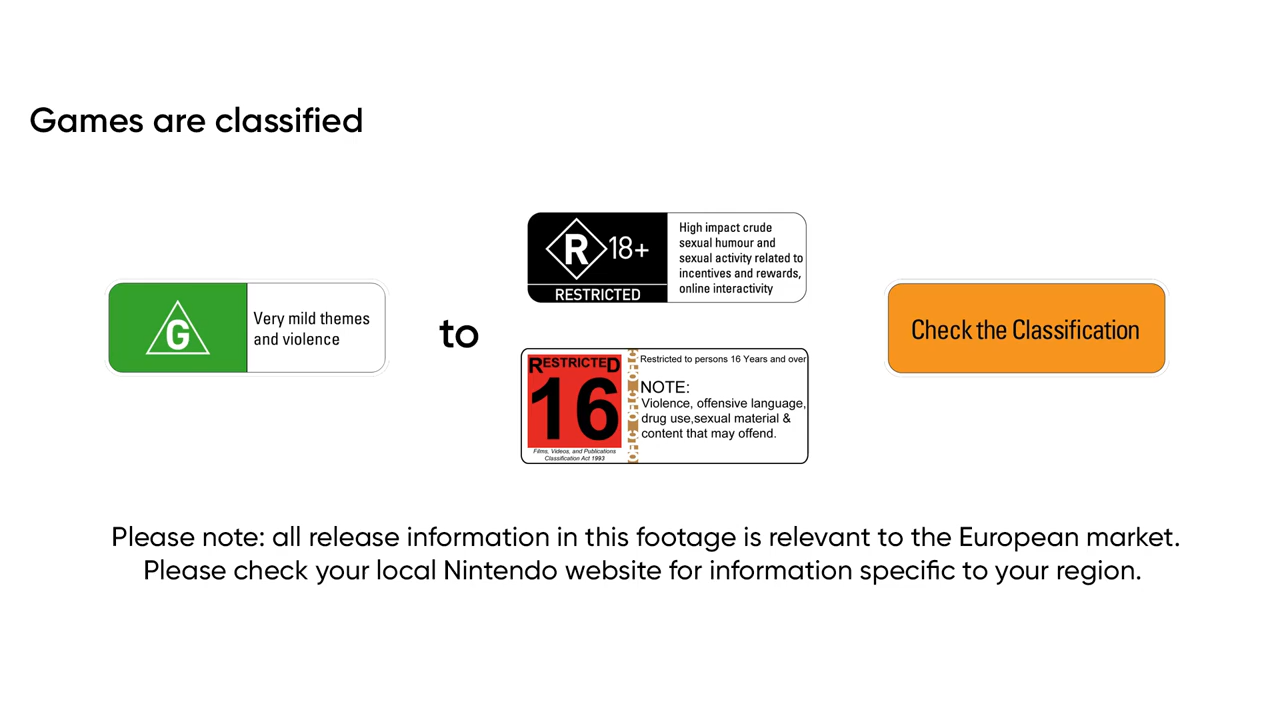 Games are classified
G
Very mild themes
and violence
to
R 18+
RESTRICTED
High impact crude
sexual humour and
sexual activity related to
incentives and rewards,
online interactivity
RESTRICTED
16
Films, Videos, and Publications
Classification Act 1993
OFLC OFLC OFLC
Restricted to persons 16 Years and over
NOTE:
Violence, offensive language,
drug use,sexual material &
content that may offend.
Check the Classification
Please note: all release information in this footage is relevant to the European market.
Please check your local Nintendo website for information specific to your region.